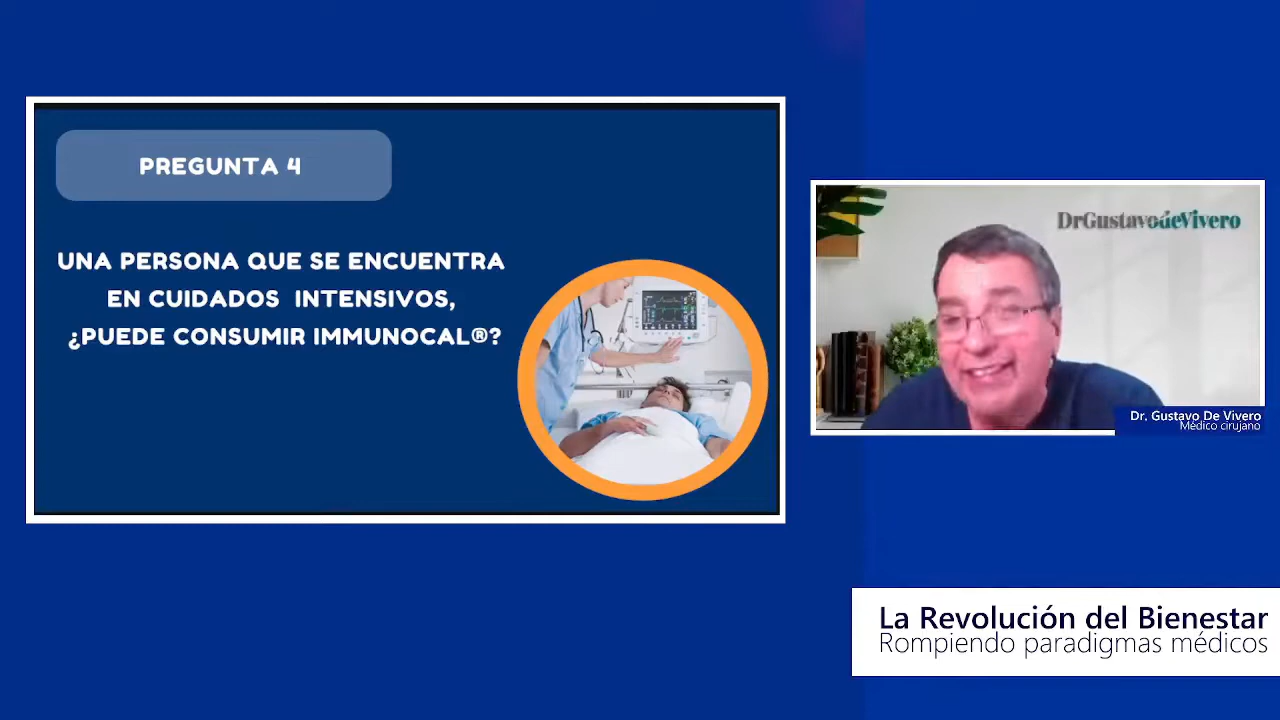 PREGUNTA 4
UNA PERSONA QUE SE ENCUENTRA
EN CUIDADOS INTENSIVOS,
¿PUEDE CONSUMIR IMMUNOCAL®?
DrGustavodeVivero
Dr. Gustavo De Vivero
Médico cirujano
La Revolución del Bienestar
Rompiendo paradigmas médicos